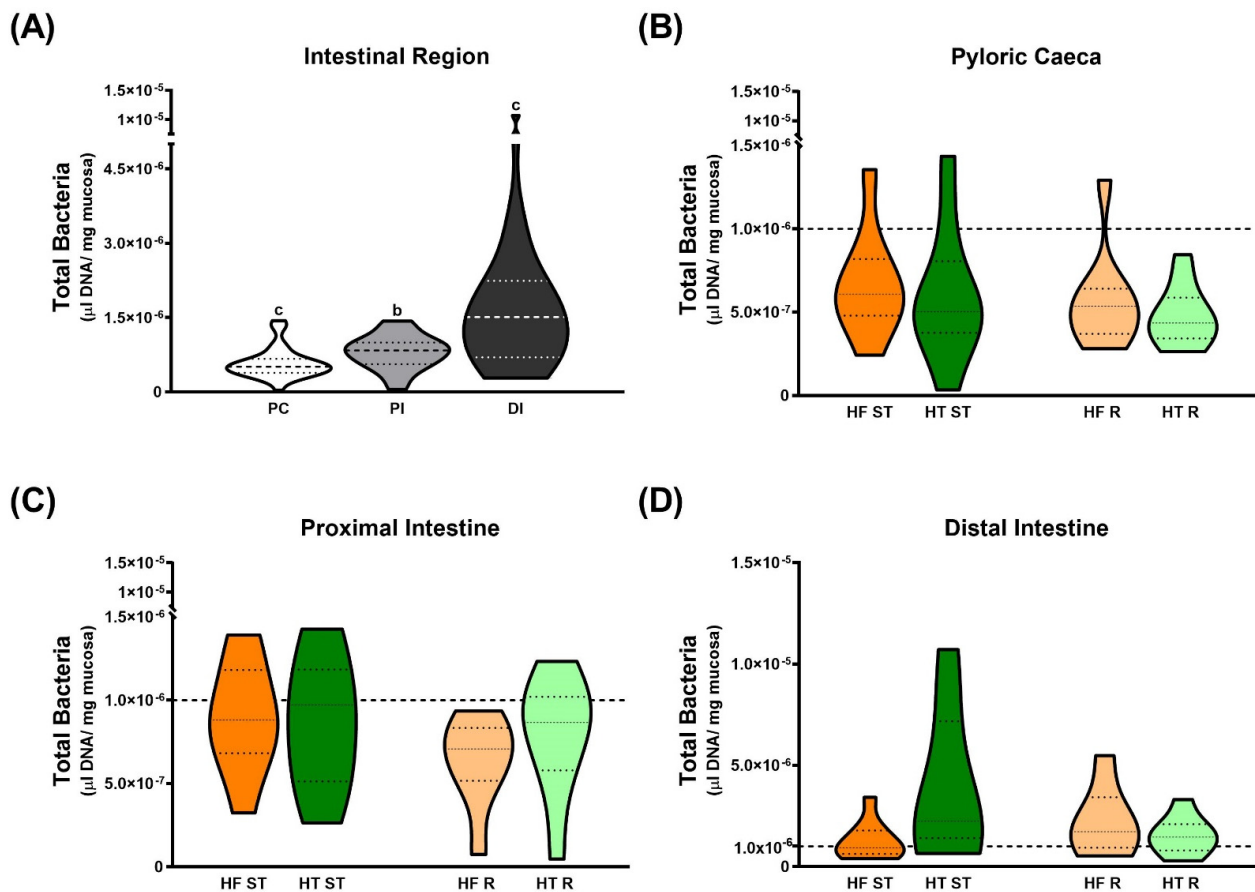 (A)
Intestinal Region
Total Bacteria
(µl DNA/ mg mucosa)
1.5×10⁻⁵
1×10⁻⁵
4.5×10⁻⁶
3.0×10⁻⁶
1.5×10⁻⁶
0
c
b
c
PC PI DI
(B)
Pyloric Caeca
Total Bacteria
(µl DNA/ mg mucosa)
1.5×10⁻⁵
1×10⁻⁵
1.5×10⁻⁶
1.0×10⁻⁶
5.0×10⁻⁷
0
HF ST HT ST HF R HT R
(C)
Proximal Intestine
Total Bacteria
(µl DNA/ mg mucosa)
1.5×10⁻⁵
1×10⁻⁵
1.5×10⁻⁶
1.0×10⁻⁶
5.0×10⁻⁷
0
HF ST HT ST HF R HT R
(D)
Distal Intestine
Total Bacteria
(µl DNA/ mg mucosa)
1.5×10⁻⁵
1.0×10⁻⁵
5.0×10⁻⁶
1.0×10⁻⁶
0
HF ST HT ST HF R HT R